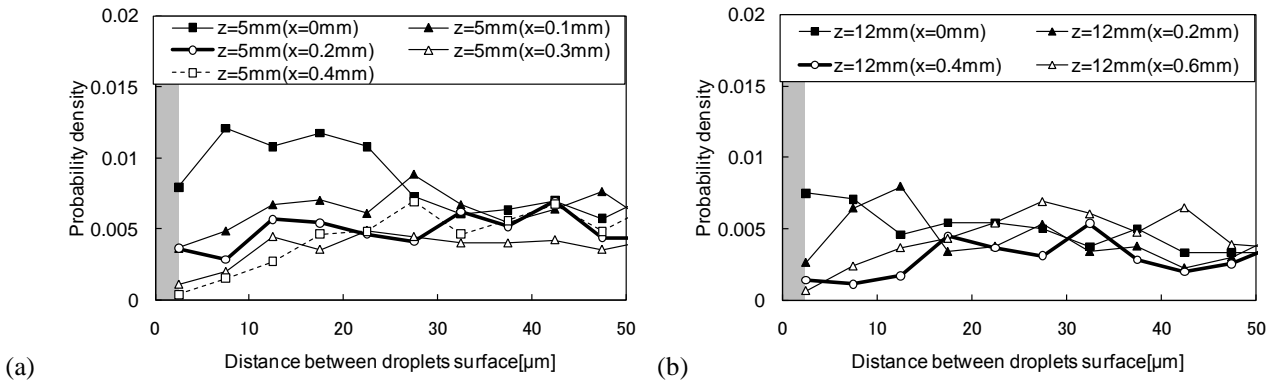 0.02
z=5mm(x=0mm) z=5mm(x=0.1mm)
z=5mm(x=0.2mm) z=5mm(x=0.3mm)
z=5mm(x=0.4mm)
0.015
0.01
0.005
0
Probability density
0 10 20 30 40 50
Distance between droplets surface[µm]
(a)
0.02
z=12mm(x=0mm) z=12mm(x=0.2mm)
z=12mm(x=0.4mm) z=12mm(x=0.6mm)
0.015
0.01
0.005
0
Probability density
0 10 20 30 40 50
Distance between droplets surface[µm]
(b)